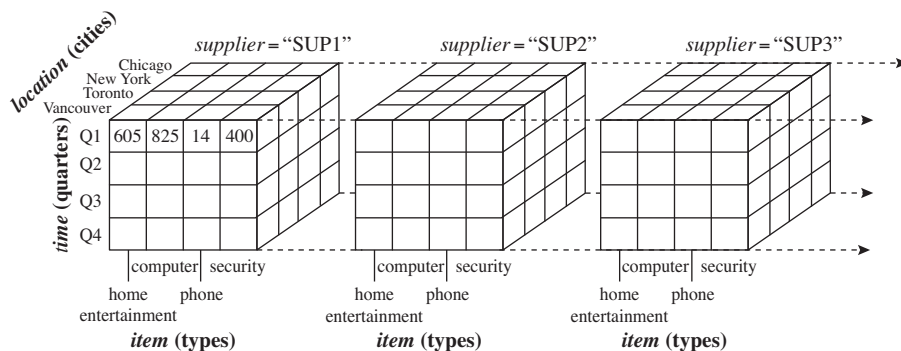 supplier = “SUP1” supplier = “SUP2” supplier = “SUP3”
location (cities)
Chicago
New York
Toronto
Vancouver
time (quarters)
Q1 605 825 14 400
Q2
Q3
Q4
computer security computer security computer security
home phone home phone home phone
entertainment entertainment entertainment
item (types) item (types) item (types)